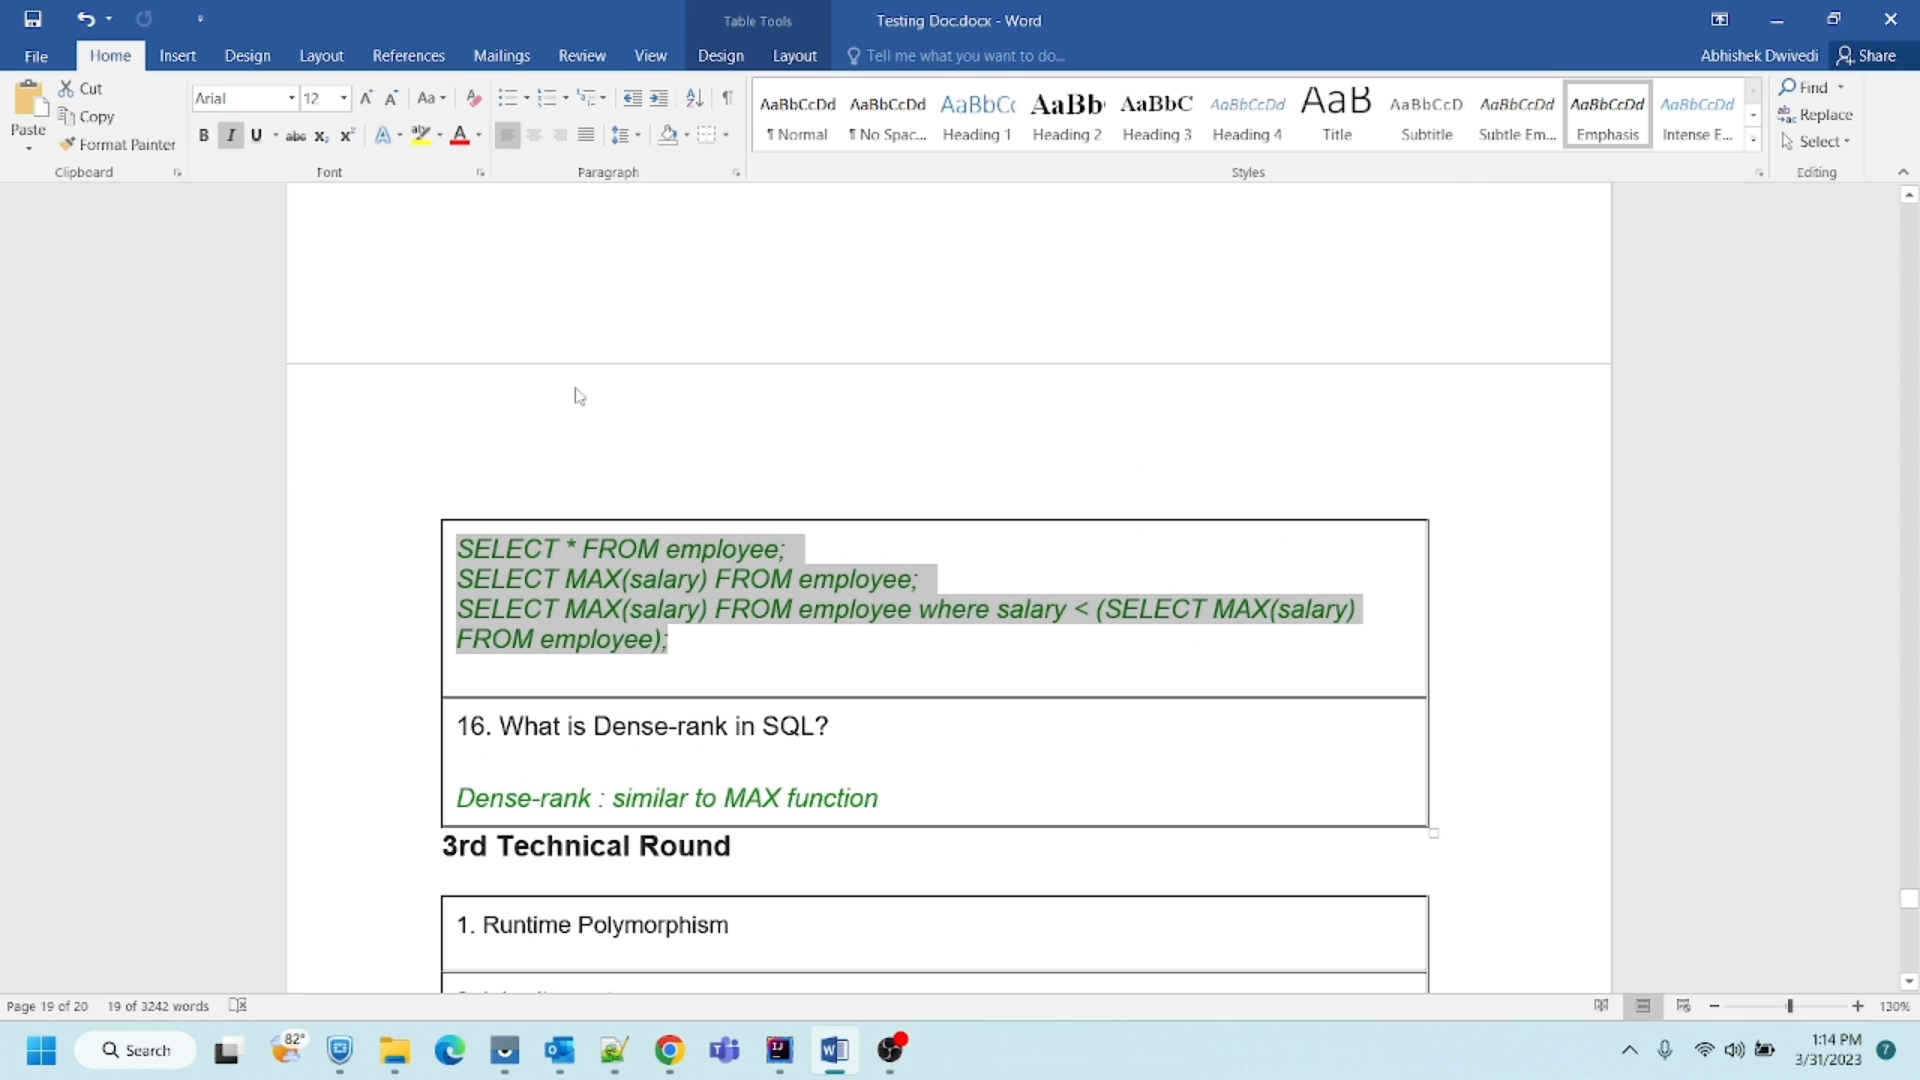 Table Tools
Testing Doc.docx - Word
File
Home
Insert
Design
Layout
References
Mailings
Review
View
Design
Layout
Tell me what you want to do...
Abhishek Dwivedi
Share
Paste
Cut
Copy
Format Painter
Clipboard
Arial
12
Aa
B
I
U
abc
Font
Paragraph
AaBbCcDd
¶ Normal
AaBbCcDd
¶ No Spac...
AaBbCc
Heading 1
AaBb
Heading 2
AaBbC
Heading 3
AaBbCcDd
Heading 4
AaB
Title
AaBbCcD
Subtitle
AaBbCcDd
Subtle Em...
AaBbCcDd
Emphasis
AaBbCcDd
Intense E...
Styles
Find
Replace
Select
Editing
SELECT * FROM employee;
SELECT MAX(salary) FROM employee;
SELECT MAX(salary) FROM employee where salary < (SELECT MAX(salary)
FROM employee);
16. What is Dense-rank in SQL?
Dense-rank : similar to MAX function
3rd Technical Round
1. Runtime Polymorphism
Page 19 of 20
19 of 3242 words
130%
82°
Search
1:14 PM
3/31/2023
7